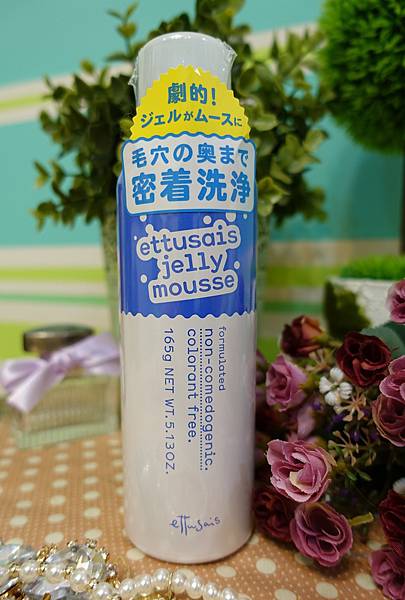 劇的!
ジェルがムースに
毛穴の奥まで
密着洗浄
ettusais
jelly
mousse
formulated
non-comedogenic.
colorant free.
165g NET WT. 5.13OZ.
ettusais